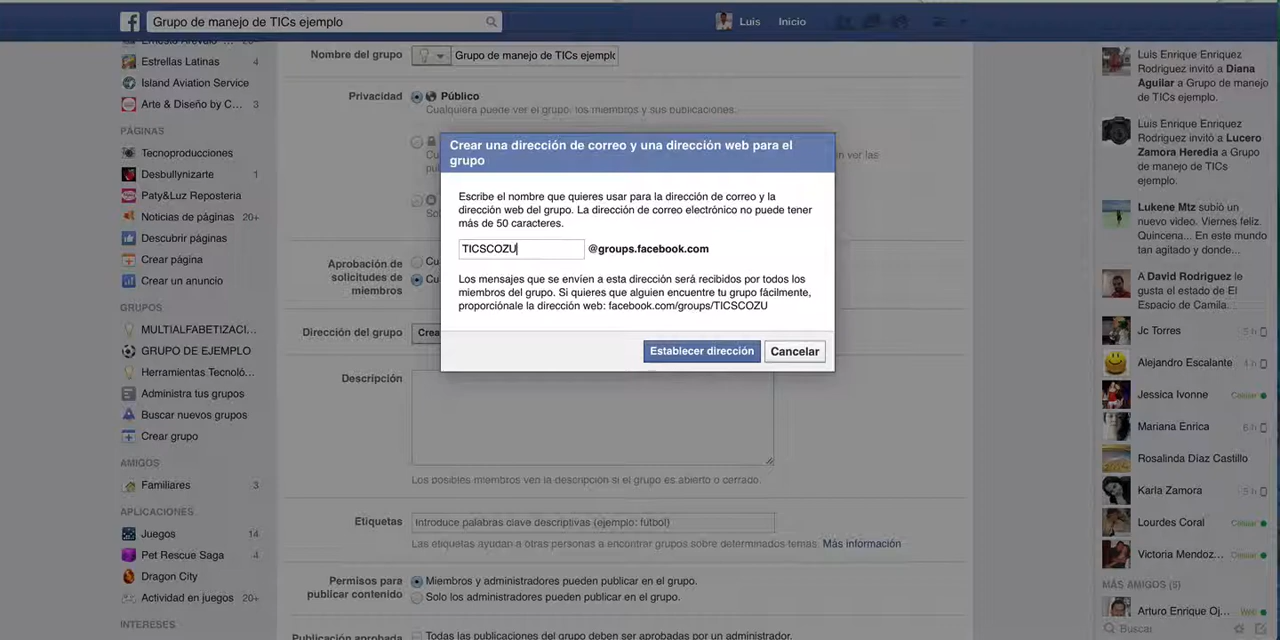 Grupo de manejo de TICs ejemplo
Luis
Inicio
Estrellas Latinas 4
Island Aviation Service
Arte & Diseño by C... 3
PÁGINAS
Tecnoproducciones
Desbullynizarte 1
Paty&Luz Reposteria
Noticias de páginas 20+
Descubrir páginas
Crear página
Crear un anuncio
GRUPOS
MULTIALFABETIZACI...
GRUPO DE EJEMPLO
Herramientas Tecnoló...
Administra tus grupos
Buscar nuevos grupos
Crear grupo
AMIGOS
Familiares 3
APLICACIONES
Juegos 14
Pet Rescue Saga 4
Dragon City
Actividad en juegos 20+
INTERESES
Nombre del grupo
Grupo de manejo de TICs ejemplo
Privacidad
Público
Cualquiera puede ver el grupo, los miembros y sus publicaciones.
Crear una dirección de correo y una dirección web para el
grupo
Escribe el nombre que quieres usar para la dirección de correo y la
dirección web del grupo. La dirección de correo electrónico no puede tener
más de 50 caracteres.
TICSCOZU
@groups.facebook.com
Los mensajes que se envíen a esta dirección será recibidos por todos los
miembros del grupo. Si quieres que alguien encuentre tu grupo fácilmente,
proporciónale la dirección web: facebook.com/groups/TICSCOZU
Establecer dirección
Cancelar
Aprobación de
solicitudes de
miembros
Dirección del grupo
Crea
Descripción
Los posibles miembros ven la descripción si el grupo es abierto o cerrado.
Etiquetas
Introduce palabras clave descriptivas (ejemplo: fútbol)
Las etiquetas ayudan a otras personas a encontrar grupos sobre determinados temas. Más información
Permisos para
publicar contenido
Miembros y administradores pueden publicar en el grupo.
Solo los administradores pueden publicar en el grupo.
Publicación aprobada
Todas las publicaciones del grupo deben ser aprobadas por un administrador.
Luis Enrique Enriquez
Rodriguez invitó a Diana
Aguilar a Grupo de manejo
de TICs ejemplo.
Luis Enrique Enriquez
Rodriguez invitó a Lucero
Zamora Heredia a Grupo
de manejo de TICs
ejemplo.
Lukene Mtz subió un
nuevo video. Viernes feliz.
Quincena... En este mundo
tan agitado y donde...
A David Rodriguez le
gusta el estado de El
Espacio de Camila.
Jc Torres 5 h
Alejandro Escalante 4 h
Jessica Ivonne Celular
Mariana Enrica 6 h
Rosalinda Díaz Castillo
Karla Zamora 5 h
Lourdes Coral Celular
Victoria Mendoz... Celular
MÁS AMIGOS (5)
Arturo Enrique Oj... Web
Buscar